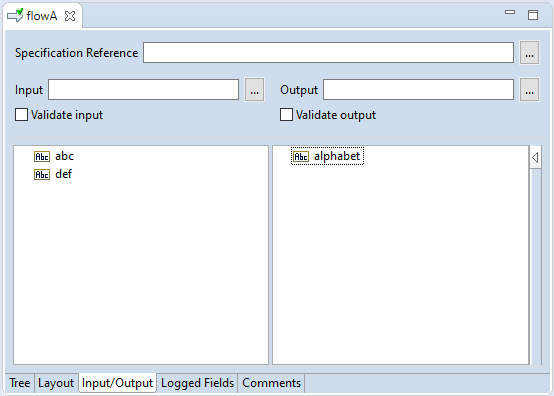 flowA
Specification Reference ...
Input ... Output ...
Validate input Validate output
Abc abc Abc alphabet
Abc def
Tree Layout Input/Output Logged Fields Comments